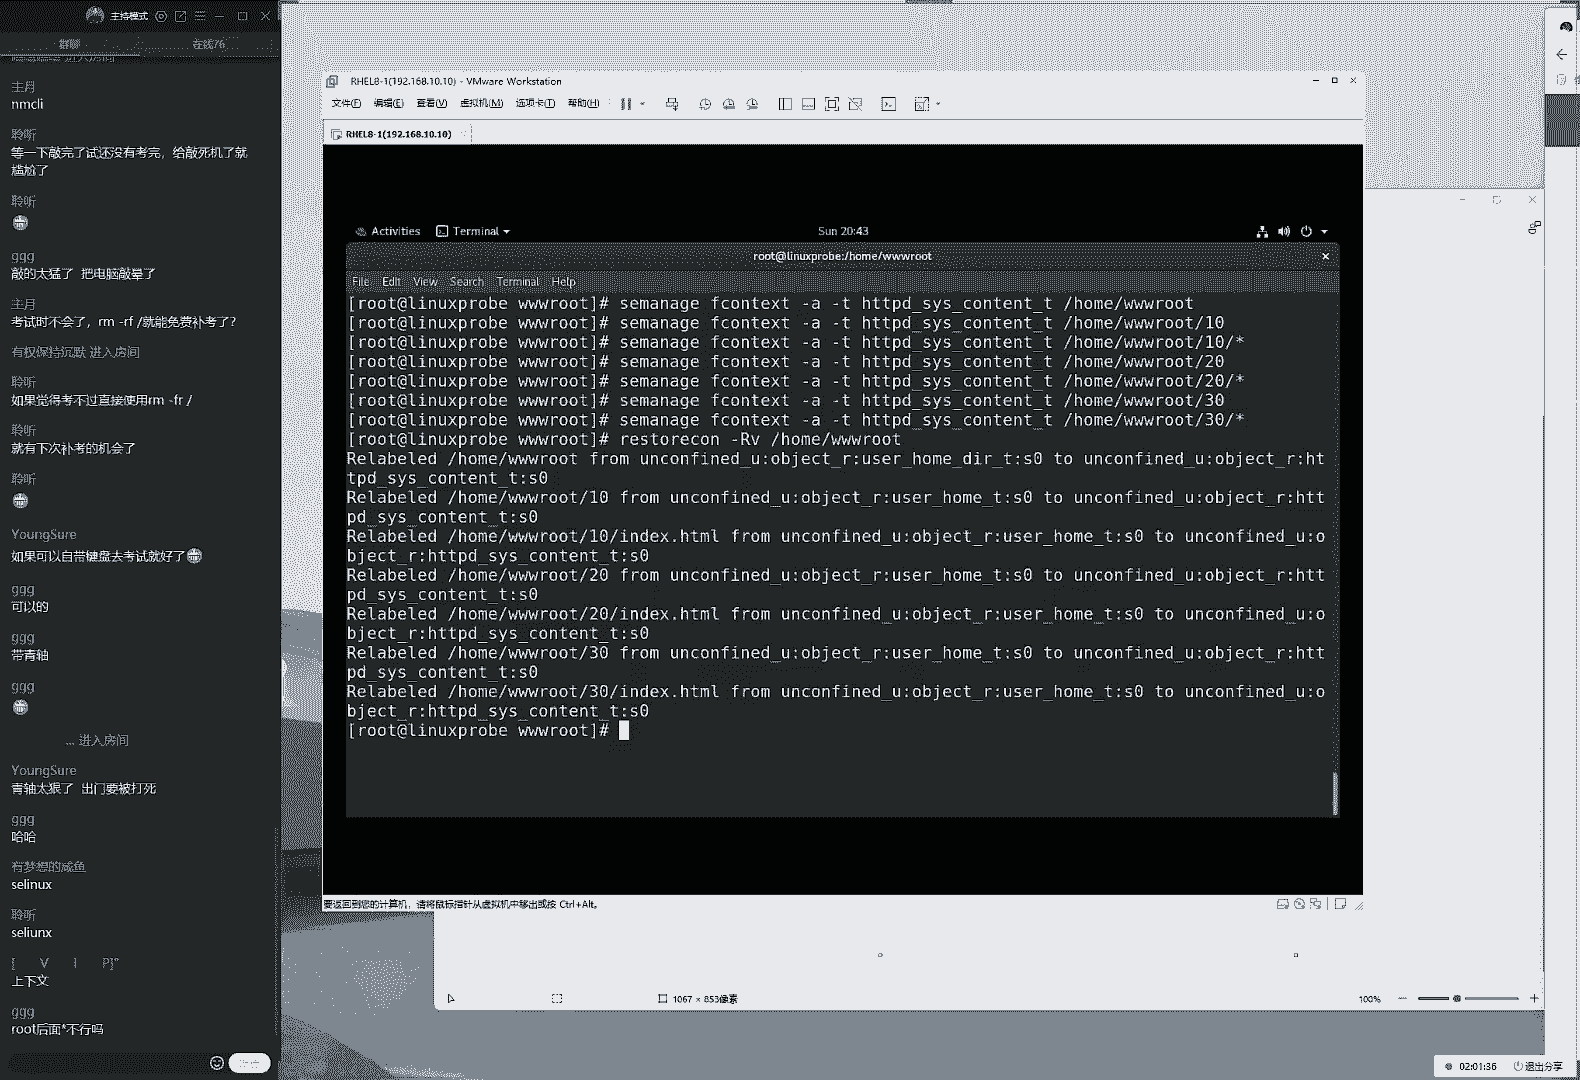 主持模式
群聊
在线76
主月
nmcli
聆听
等一下敲完了试还没有考完，给敲死机了就
尴尬了
聆听
ggg
敲的太猛了 把电脑敲晕了
主月
考试时不会了，rm -rf /就能免费补考了？
有权保持沉默 进入房间
聆听
如果觉得考不过直接使用rm -fr /
聆听
就有下次补考的机会了
聆听
YoungSure
如果可以自带键盘去考试就好了
ggg
可以的
ggg
带青轴
ggg
... 进入房间
YoungSure
青轴太狠了 出门要被打死
ggg
哈哈
有梦想的咸鱼
selinux
聆听
seliunx
上下文
ggg
root后面*不行吗
RHEL8-1(192.168.10.10) - VMware Workstation
文件(F) 编辑(E) 查看(V) 虚拟机(M) 选项卡(T) 帮助(H)
RHEL8-1(192.168.10.10)
Activities Terminal Sun 20:43
root@linuxprobe:/home/wwwroot
File Edit View Search Terminal Help
[root@linuxprobe wwwroot]# semanage fcontext -a -t httpd_sys_content_t /home/wwwroot
[root@linuxprobe wwwroot]# semanage fcontext -a -t httpd_sys_content_t /home/wwwroot/10
[root@linuxprobe wwwroot]# semanage fcontext -a -t httpd_sys_content_t /home/wwwroot/10/*
[root@linuxprobe wwwroot]# semanage fcontext -a -t httpd_sys_content_t /home/wwwroot/20
[root@linuxprobe wwwroot]# semanage fcontext -a -t httpd_sys_content_t /home/wwwroot/20/*
[root@linuxprobe wwwroot]# semanage fcontext -a -t httpd_sys_content_t /home/wwwroot/30
[root@linuxprobe wwwroot]# semanage fcontext -a -t httpd_sys_content_t /home/wwwroot/30/*
[root@linuxprobe wwwroot]# restorecon -Rv /home/wwwroot
Relabeled /home/wwwroot from unconfined_u:object_r:user_home_dir_t:s0 to unconfined_u:object_r:ht
tpd_sys_content_t:s0
Relabeled /home/wwwroot/10 from unconfined_u:object_r:user_home_t:s0 to unconfined_u:object_r:htt
pd_sys_content_t:s0
Relabeled /home/wwwroot/10/index.html from unconfined_u:object_r:user_home_t:s0 to unconfined_u:o
bject_r:httpd_sys_content_t:s0
Relabeled /home/wwwroot/20 from unconfined_u:object_r:user_home_t:s0 to unconfined_u:object_r:htt
pd_sys_content_t:s0
Relabeled /home/wwwroot/20/index.html from unconfined_u:object_r:user_home_t:s0 to unconfined_u:o
bject_r:httpd_sys_content_t:s0
Relabeled /home/wwwroot/30 from unconfined_u:object_r:user_home_t:s0 to unconfined_u:object_r:htt
pd_sys_content_t:s0
Relabeled /home/wwwroot/30/index.html from unconfined_u:object_r:user_home_t:s0 to unconfined_u:o
bject_r:httpd_sys_content_t:s0
[root@linuxprobe wwwroot]#
要返回到您的计算机，请将鼠标指针从虚拟机中移出或按 Ctrl+Alt。
1067 × 853像素
100%
02:01:36
退出分享